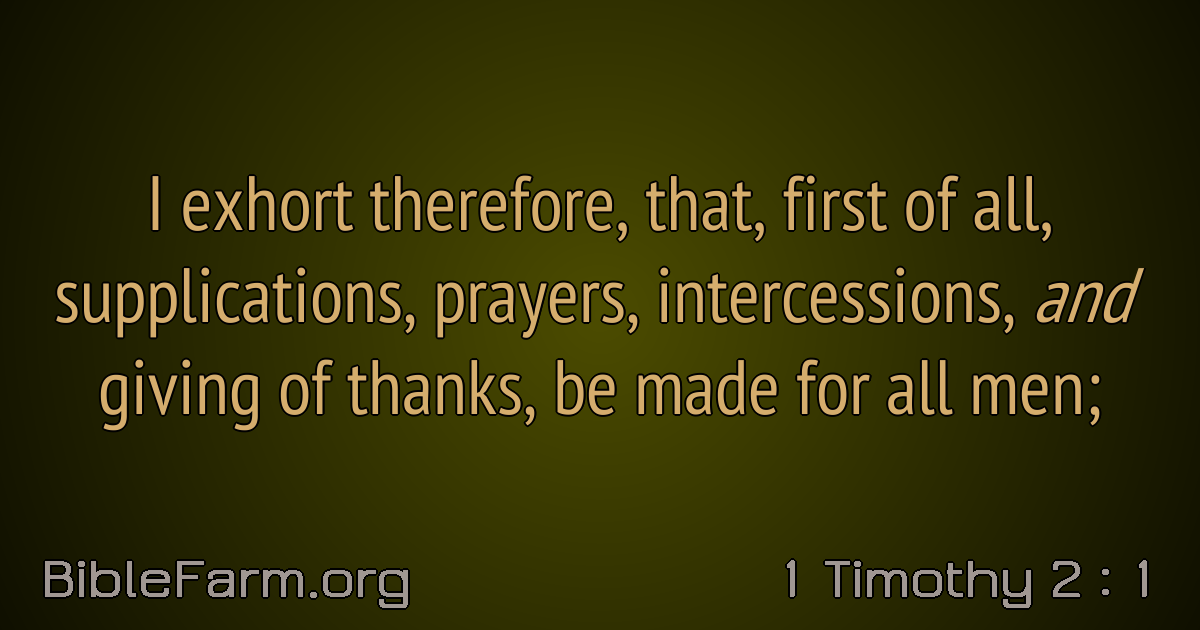 I exhort therefore, that, first of all,
supplications, prayers, intercessions, and
giving of thanks, be made for all men;
BibleFarm.org
1 Timothy 2 : 1